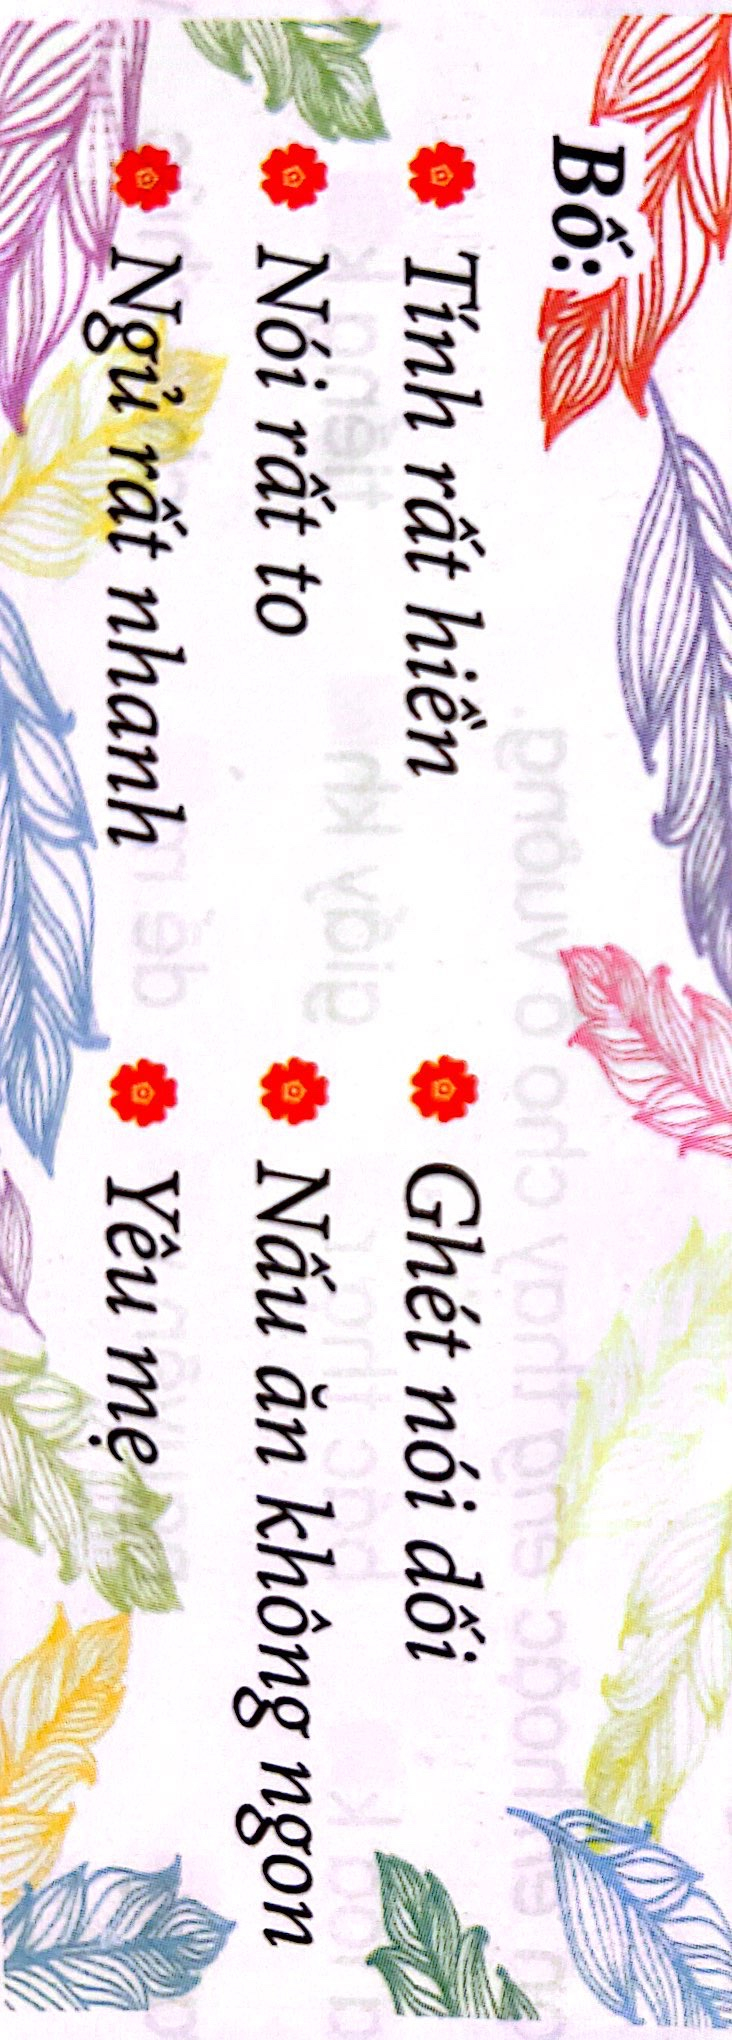 Bố:
Tính rất hiền
Nói rất to
Ngủ rất nhanh
Ghét nói dối
Nấu ăn không ngon
Yêu mẹ